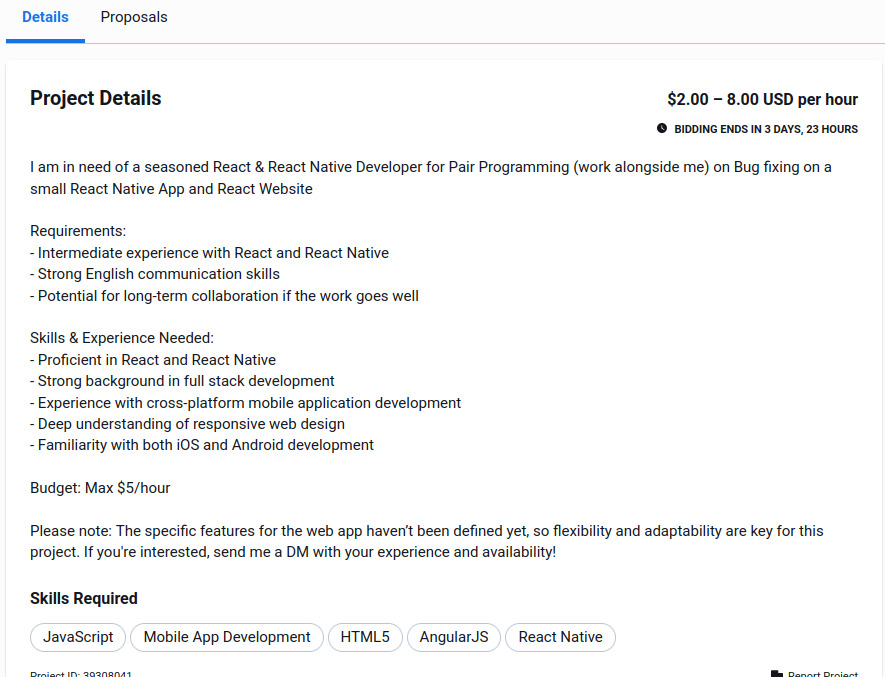 Details Proposals
Project Details
$2.00 – 8.00 USD per hour
BIDDING ENDS IN 3 DAYS, 23 HOURS
I am in need of a seasoned React & React Native Developer for Pair Programming (work alongside me) on Bug fixing on a
small React Native App and React Website
Requirements:
- Intermediate experience with React and React Native
- Strong English communication skills
- Potential for long-term collaboration if the work goes well
Skills & Experience Needed:
- Proficient in React and React Native
- Strong background in full stack development
- Experience with cross-platform mobile application development
- Deep understanding of responsive web design
- Familiarity with both iOS and Android development
Budget: Max $5/hour
Please note: The specific features for the web app haven’t been defined yet, so flexibility and adaptability are key for this
project. If you're interested, send me a DM with your experience and availability!
Skills Required
JavaScript Mobile App Development HTML5 AngularJS React Native
Project ID: 39308041 Report Project